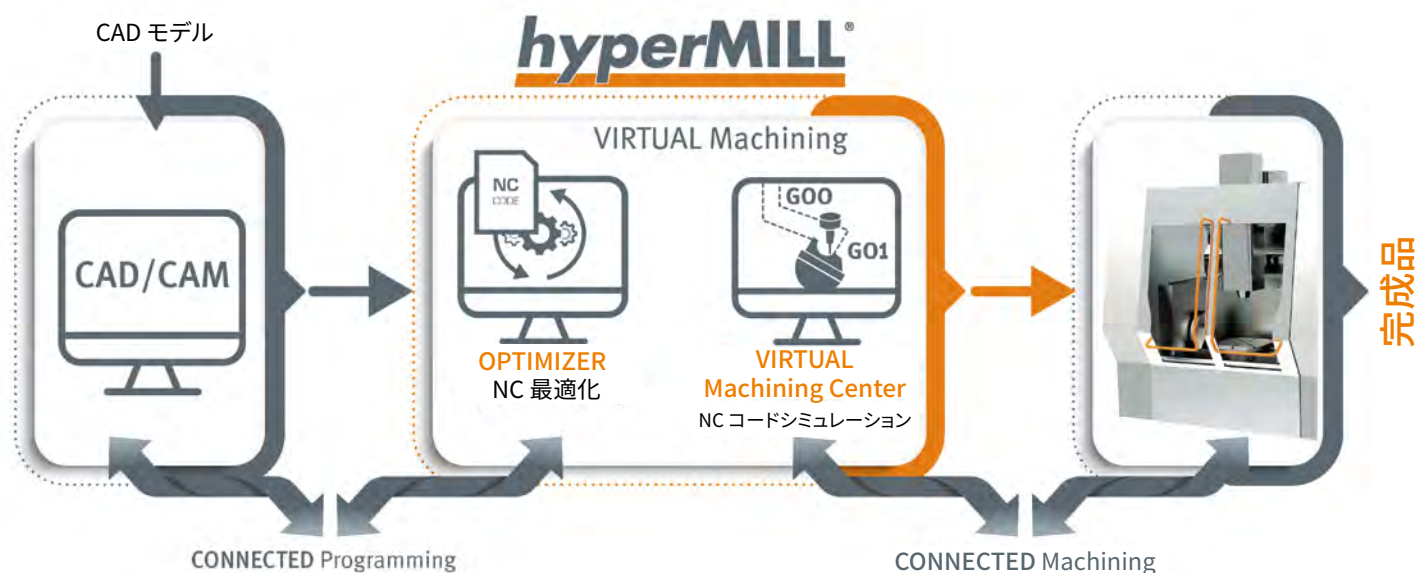 CAD モデル
hyperMILL®
VIRTUAL Machining
NC
CODE
G00
G01
CAD/CAM
OPTIMIZER
NC 最適化
VIRTUAL
Machining Center
NC コードシミュレーション
完成品
CONNECTED Programming
CONNECTED Machining